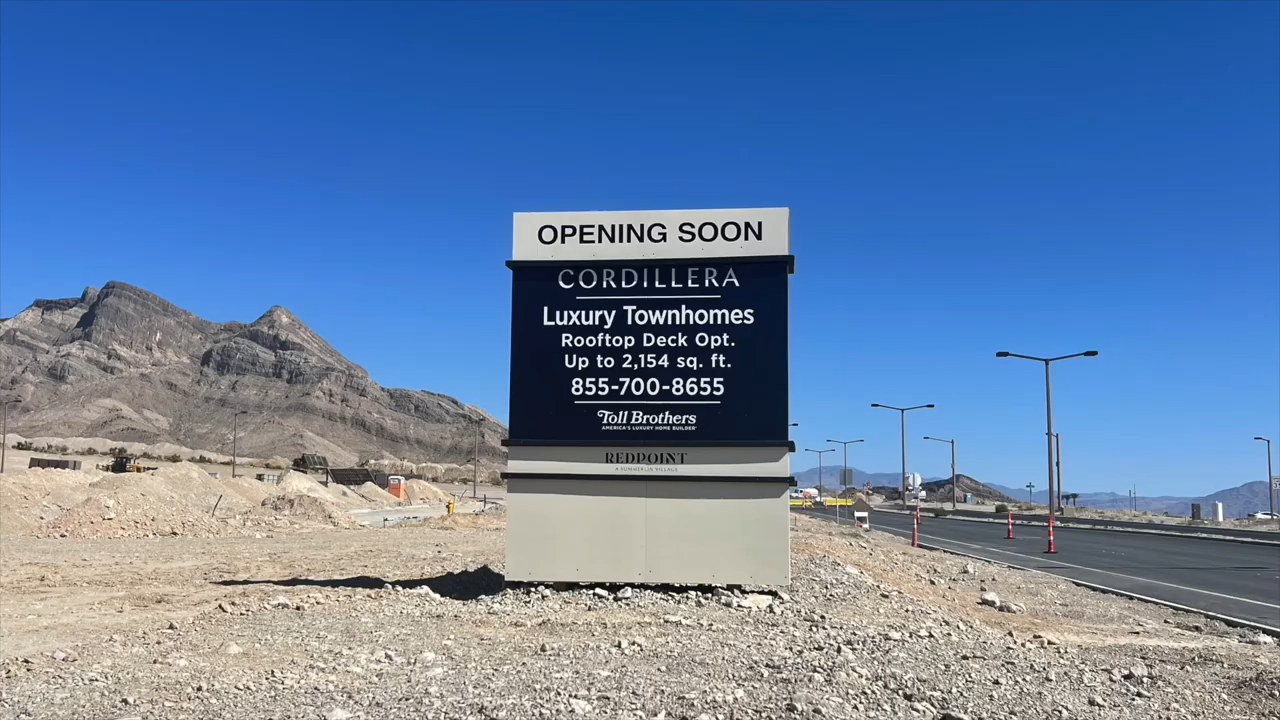 OPENING SOON
CORDILLERA
Luxury Townhomes
Rooftop Deck Opt.
Up to 2,154 sq. ft.
855-700-8655
Toll Brothers
AMERICA'S LUXURY HOME BUILDER®
REDPOINT
A SUMMERLIN VILLAGE